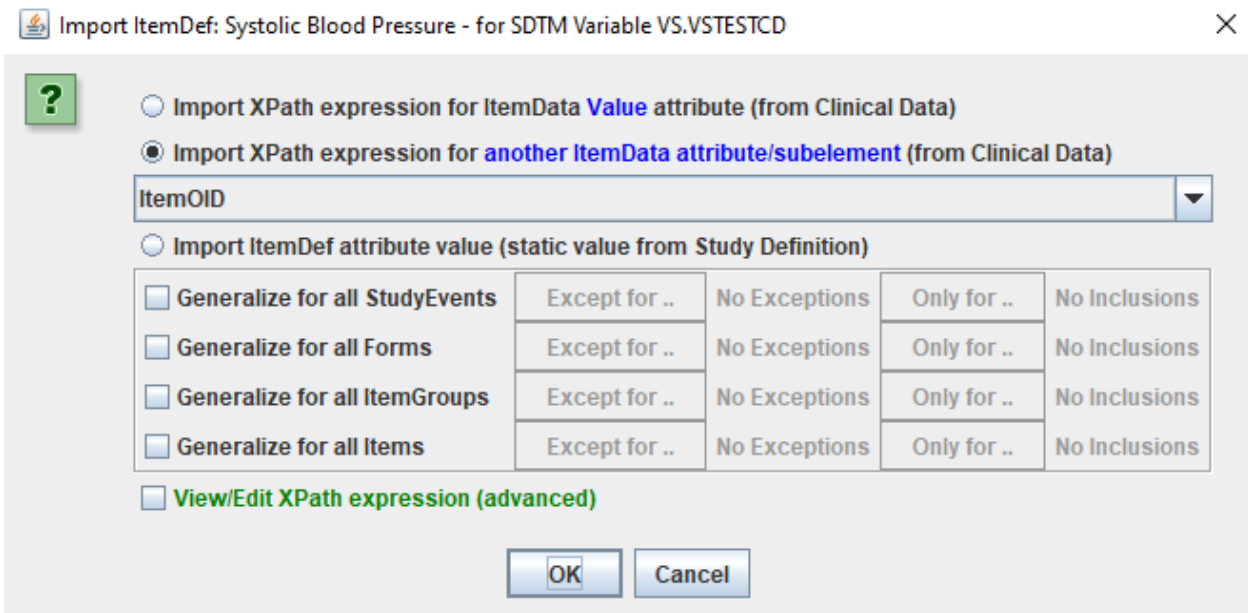 Import ItemDef: Systolic Blood Pressure - for SDTM Variable VS.VSTESTCD
?
Import XPath expression for ItemData Value attribute (from Clinical Data)
Import XPath expression for another ItemData attribute/subelement (from Clinical Data)
ItemOID
Import ItemDef attribute value (static value from Study Definition)
Generalize for all StudyEvents Except for .. No Exceptions Only for .. No Inclusions
Generalize for all Forms Except for .. No Exceptions Only for .. No Inclusions
Generalize for all ItemGroups Except for .. No Exceptions Only for .. No Inclusions
Generalize for all Items Except for .. No Exceptions Only for .. No Inclusions
View/Edit XPath expression (advanced)
OK Cancel